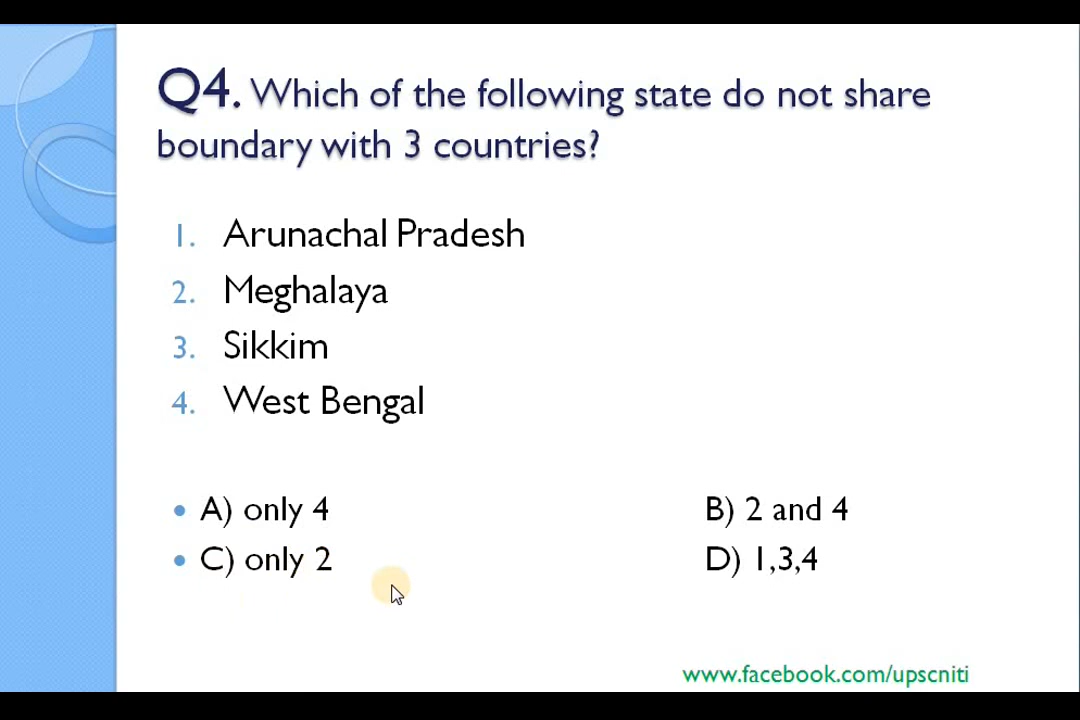 Q4. Which of the following state do not share
boundary with 3 countries?
1. Arunachal Pradesh
2. Meghalaya
3. Sikkim
4. West Bengal
• A) only 4 B) 2 and 4
• C) only 2 D) 1,3,4
www.facebook.com/upscniti